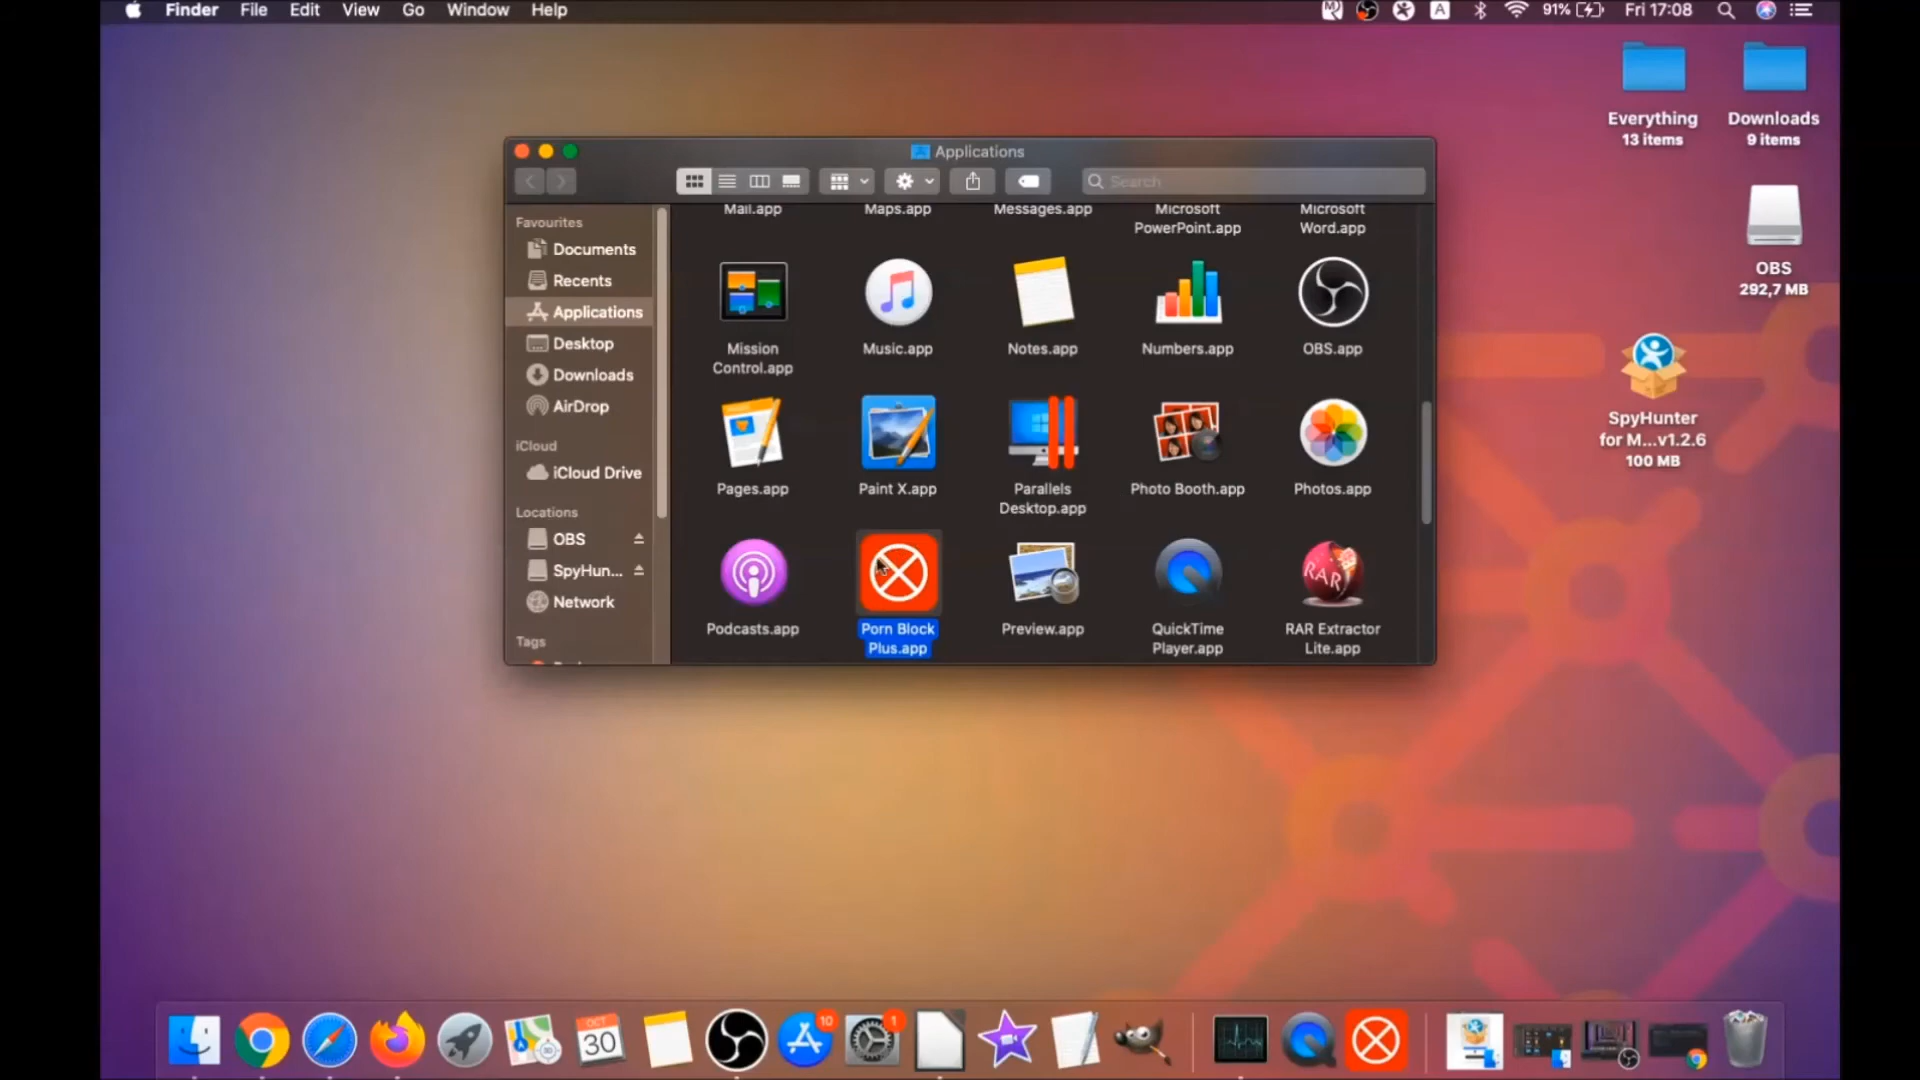 Finder File Edit View Go Window Help
91% Fri 17:08
Everything
13 items
Downloads
9 items
OBS
292,7 MB
SpyHunter
for M...v1.2.6
100 MB
Applications
Search
Favourites
Documents
Recents
Applications
Desktop
Downloads
AirDrop
iCloud
iCloud Drive
Locations
OBS
SpyHun...
Network
Tags
Mail.app
Maps.app
Messages.app
Microsoft
PowerPoint.app
Microsoft
Word.app
Mission
Control.app
Music.app
Notes.app
Numbers.app
OBS.app
Pages.app
Paint X.app
Parallels
Desktop.app
Photo Booth.app
Photos.app
Podcasts.app
Porn Block
Plus.app
Preview.app
QuickTime
Player.app
RAR
RAR Extractor
Lite.app
OCT
30
10
1